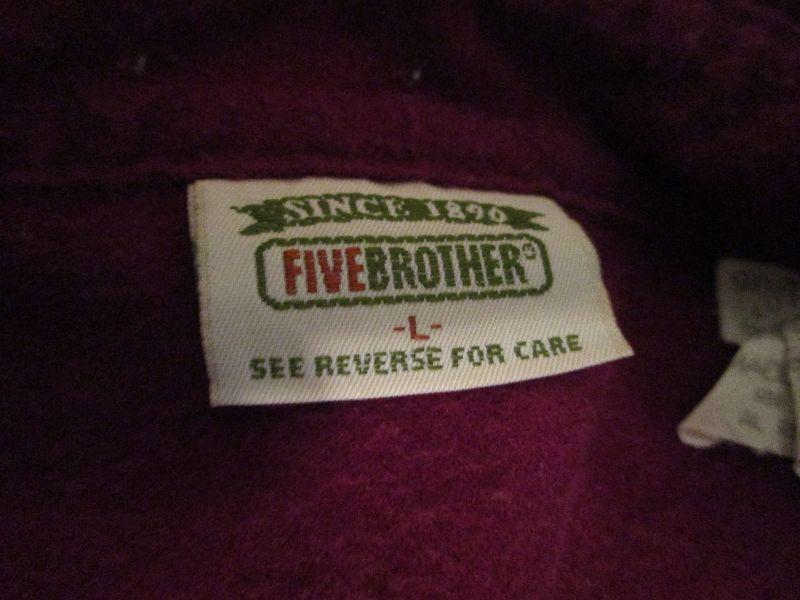 SINCE 1890
FIVEBROTHER®
-L-
SEE REVERSE FOR CARE